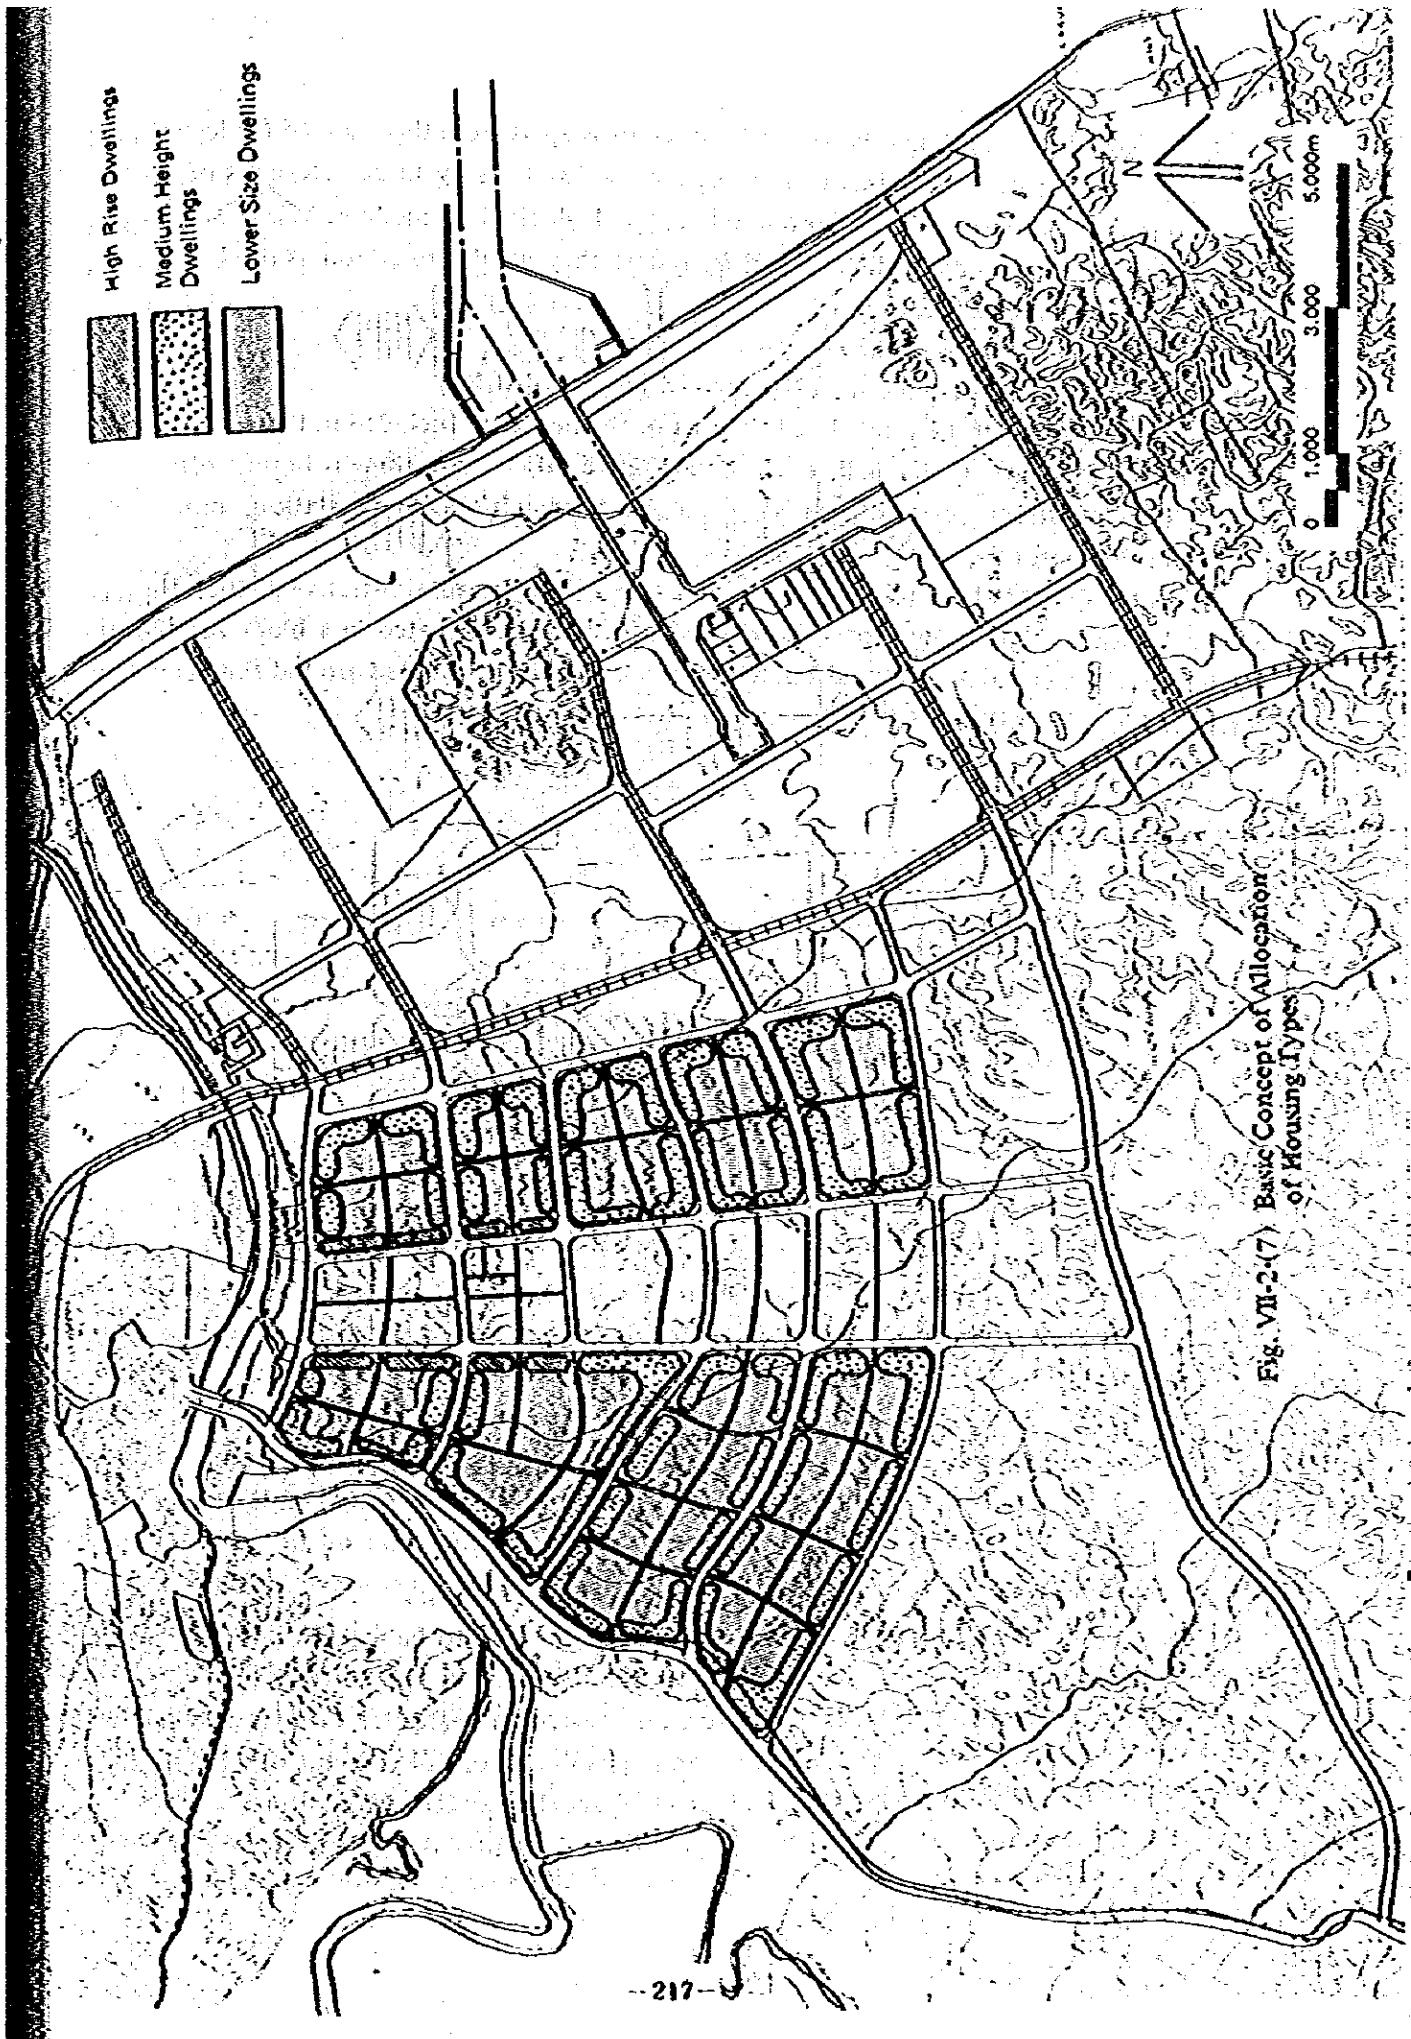 High Rise Dwellings
Medium Height
Dwellings
Lower Size Dwellings
N
0 1.000 3.000 5.000m
Fig. VII-2-(7) Basic Concept of Allocation
of Housing Types
--217--